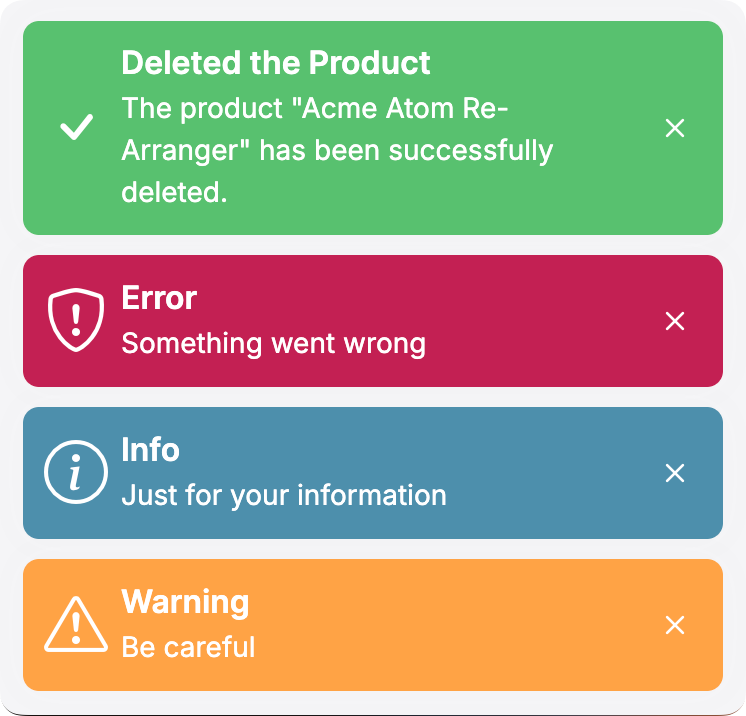 Deleted the Product
The product "Acme Atom Re-
Arranger" has been successfully
deleted.
Error
Something went wrong
Info
Just for your information
Warning
Be careful